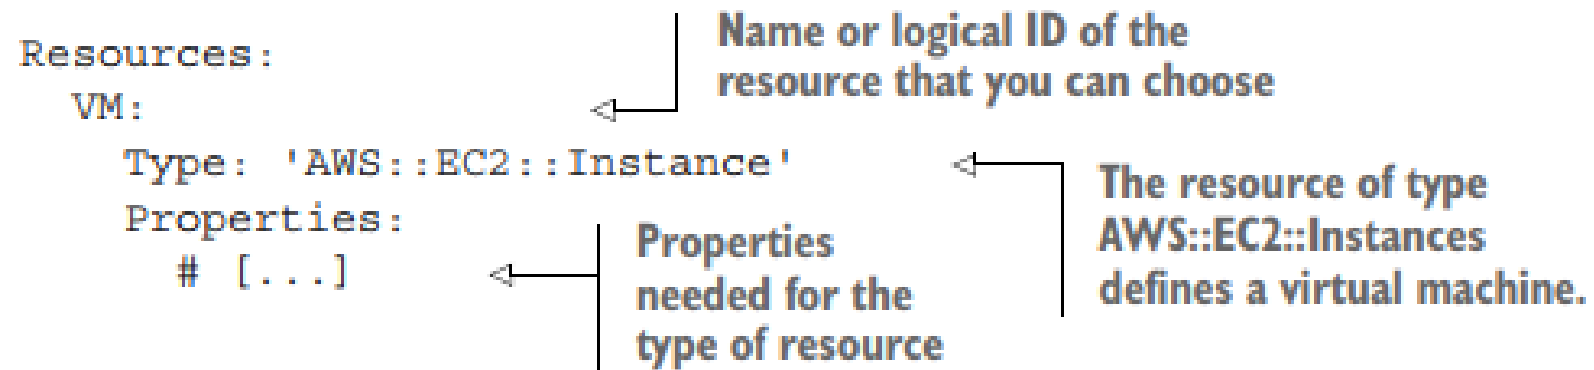 Resources:
VM:
Type: 'AWS::EC2::Instance'
Properties:
# [...]
Name or logical ID of the
resource that you can choose
The resource of type
AWS::EC2::Instances
defines a virtual machine.
Properties
needed for the
type of resource